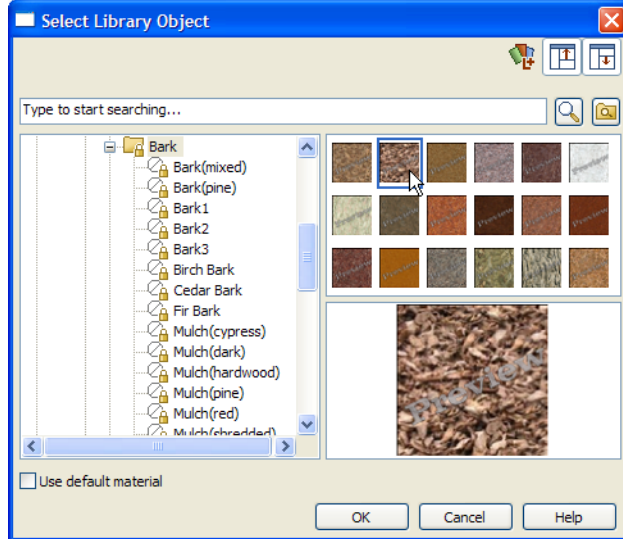 Select Library Object
Type to start searching...
Bark
Bark(mixed)
Bark(pine)
Bark1
Bark2
Bark3
Birch Bark
Cedar Bark
Fir Bark
Mulch(cypress)
Mulch(dark)
Mulch(hardwood)
Mulch(pine)
Mulch(red)
Mulch(shredded)
Preview
Use default material
OK Cancel Help